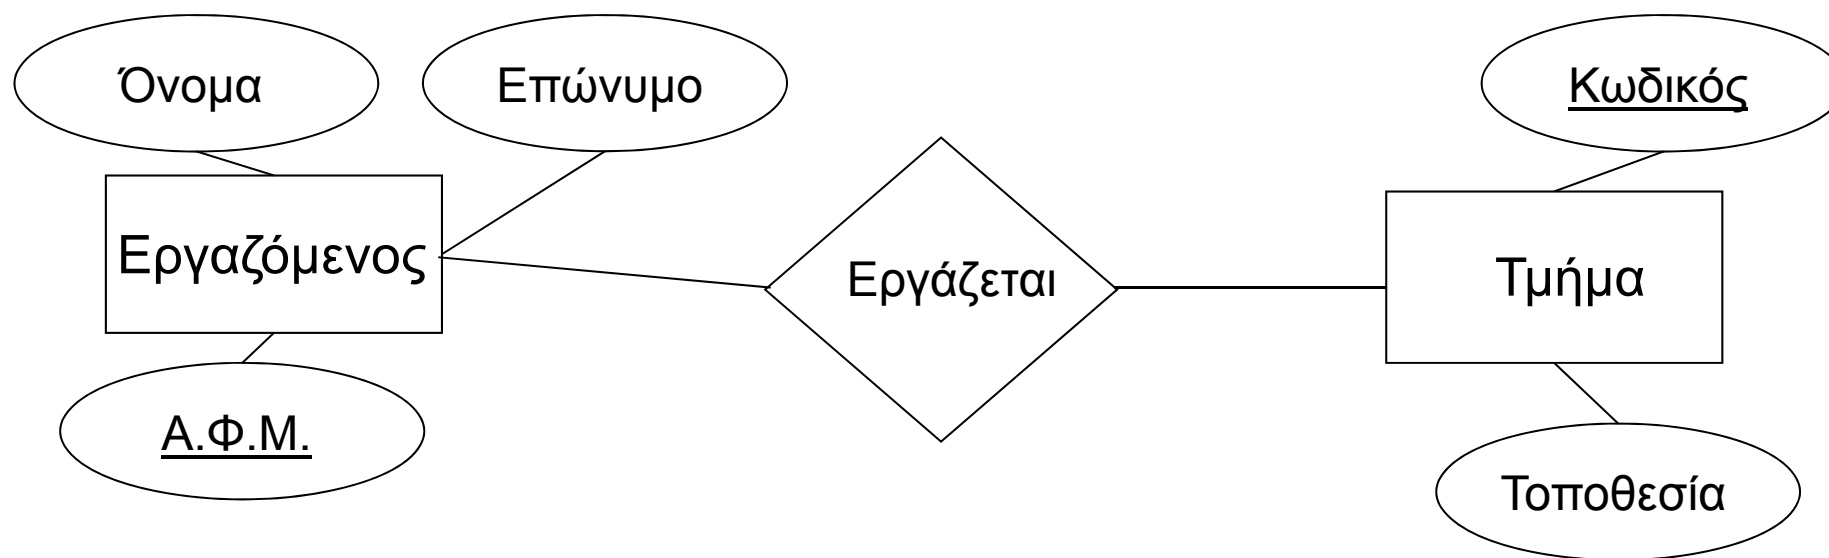 Όνομα
Επώνυμο
Κωδικός
Εργαζόμενος
Εργάζεται
Τμήμα
Α.Φ.Μ.
Τοποθεσία